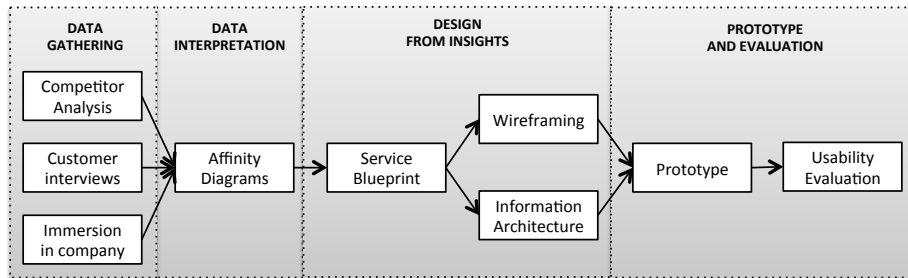 DATA
GATHERING
DATA
INTERPRETATION
DESIGN
FROM INSIGHTS
PROTOTYPE
AND EVALUATION
Competitor
Analysis
Customer
interviews
Immersion
in company
Affinity
Diagrams
Service
Blueprint
Wireframing
Information
Architecture
Prototype
Usability
Evaluation